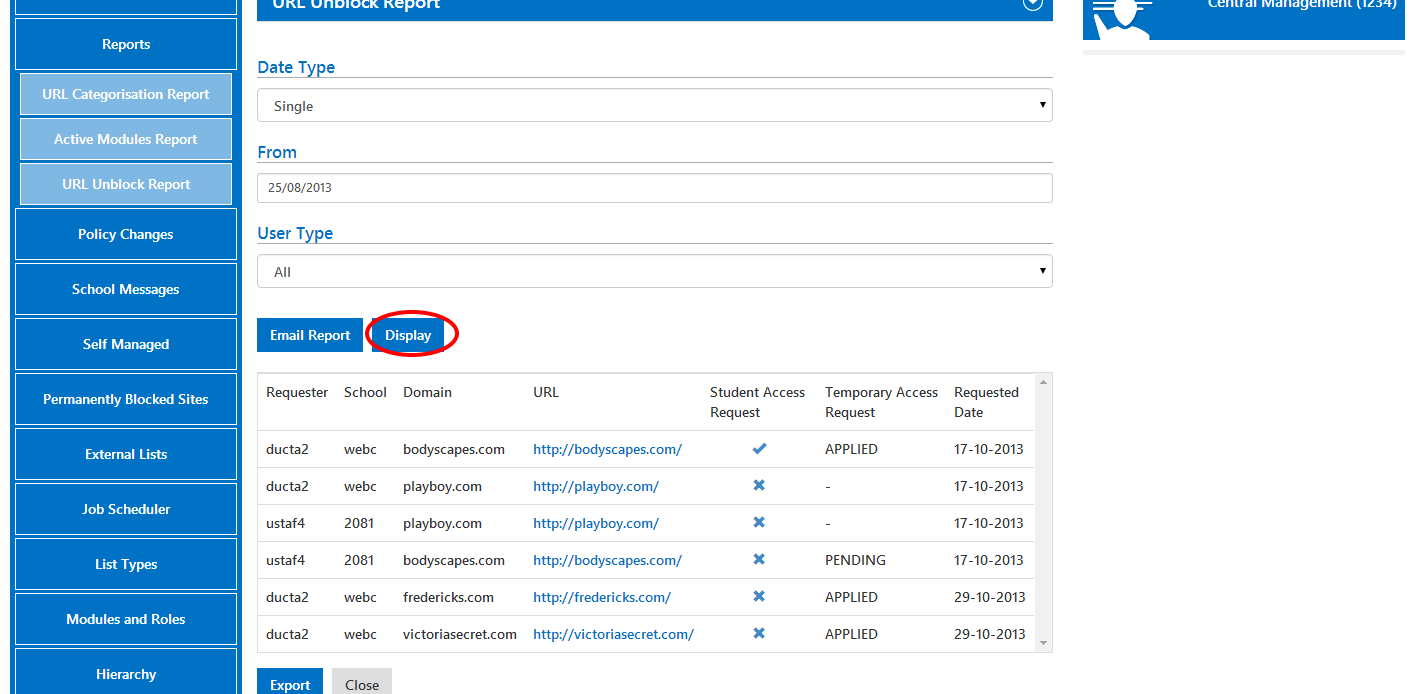 URL Unblock Report
Central Management (1234)
Reports
URL Categorisation Report
Active Modules Report
URL Unblock Report
Policy Changes
School Messages
Self Managed
Permanently Blocked Sites
External Lists
Job Scheduler
List Types
Modules and Roles
Hierarchy
Date Type
Single
From
25/08/2013
User Type
All
Email Report Display
Requester School Domain URL Student Access Temporary Access Requested
Request Request Date
ducta2 webc bodyscapes.com http://bodyscapes.com/ ✔ APPLIED 17-10-2013
ducta2 webc playboy.com http://playboy.com/ ✖ - 17-10-2013
ustaf4 2081 playboy.com http://playboy.com/ ✖ - 17-10-2013
ustaf4 2081 bodyscapes.com http://bodyscapes.com/ ✖ PENDING 17-10-2013
ducta2 webc fredericks.com http://fredericks.com/ ✖ APPLIED 29-10-2013
ducta2 webc victoriasecret.com http://victoriasecret.com/ ✖ APPLIED 29-10-2013
Export Close